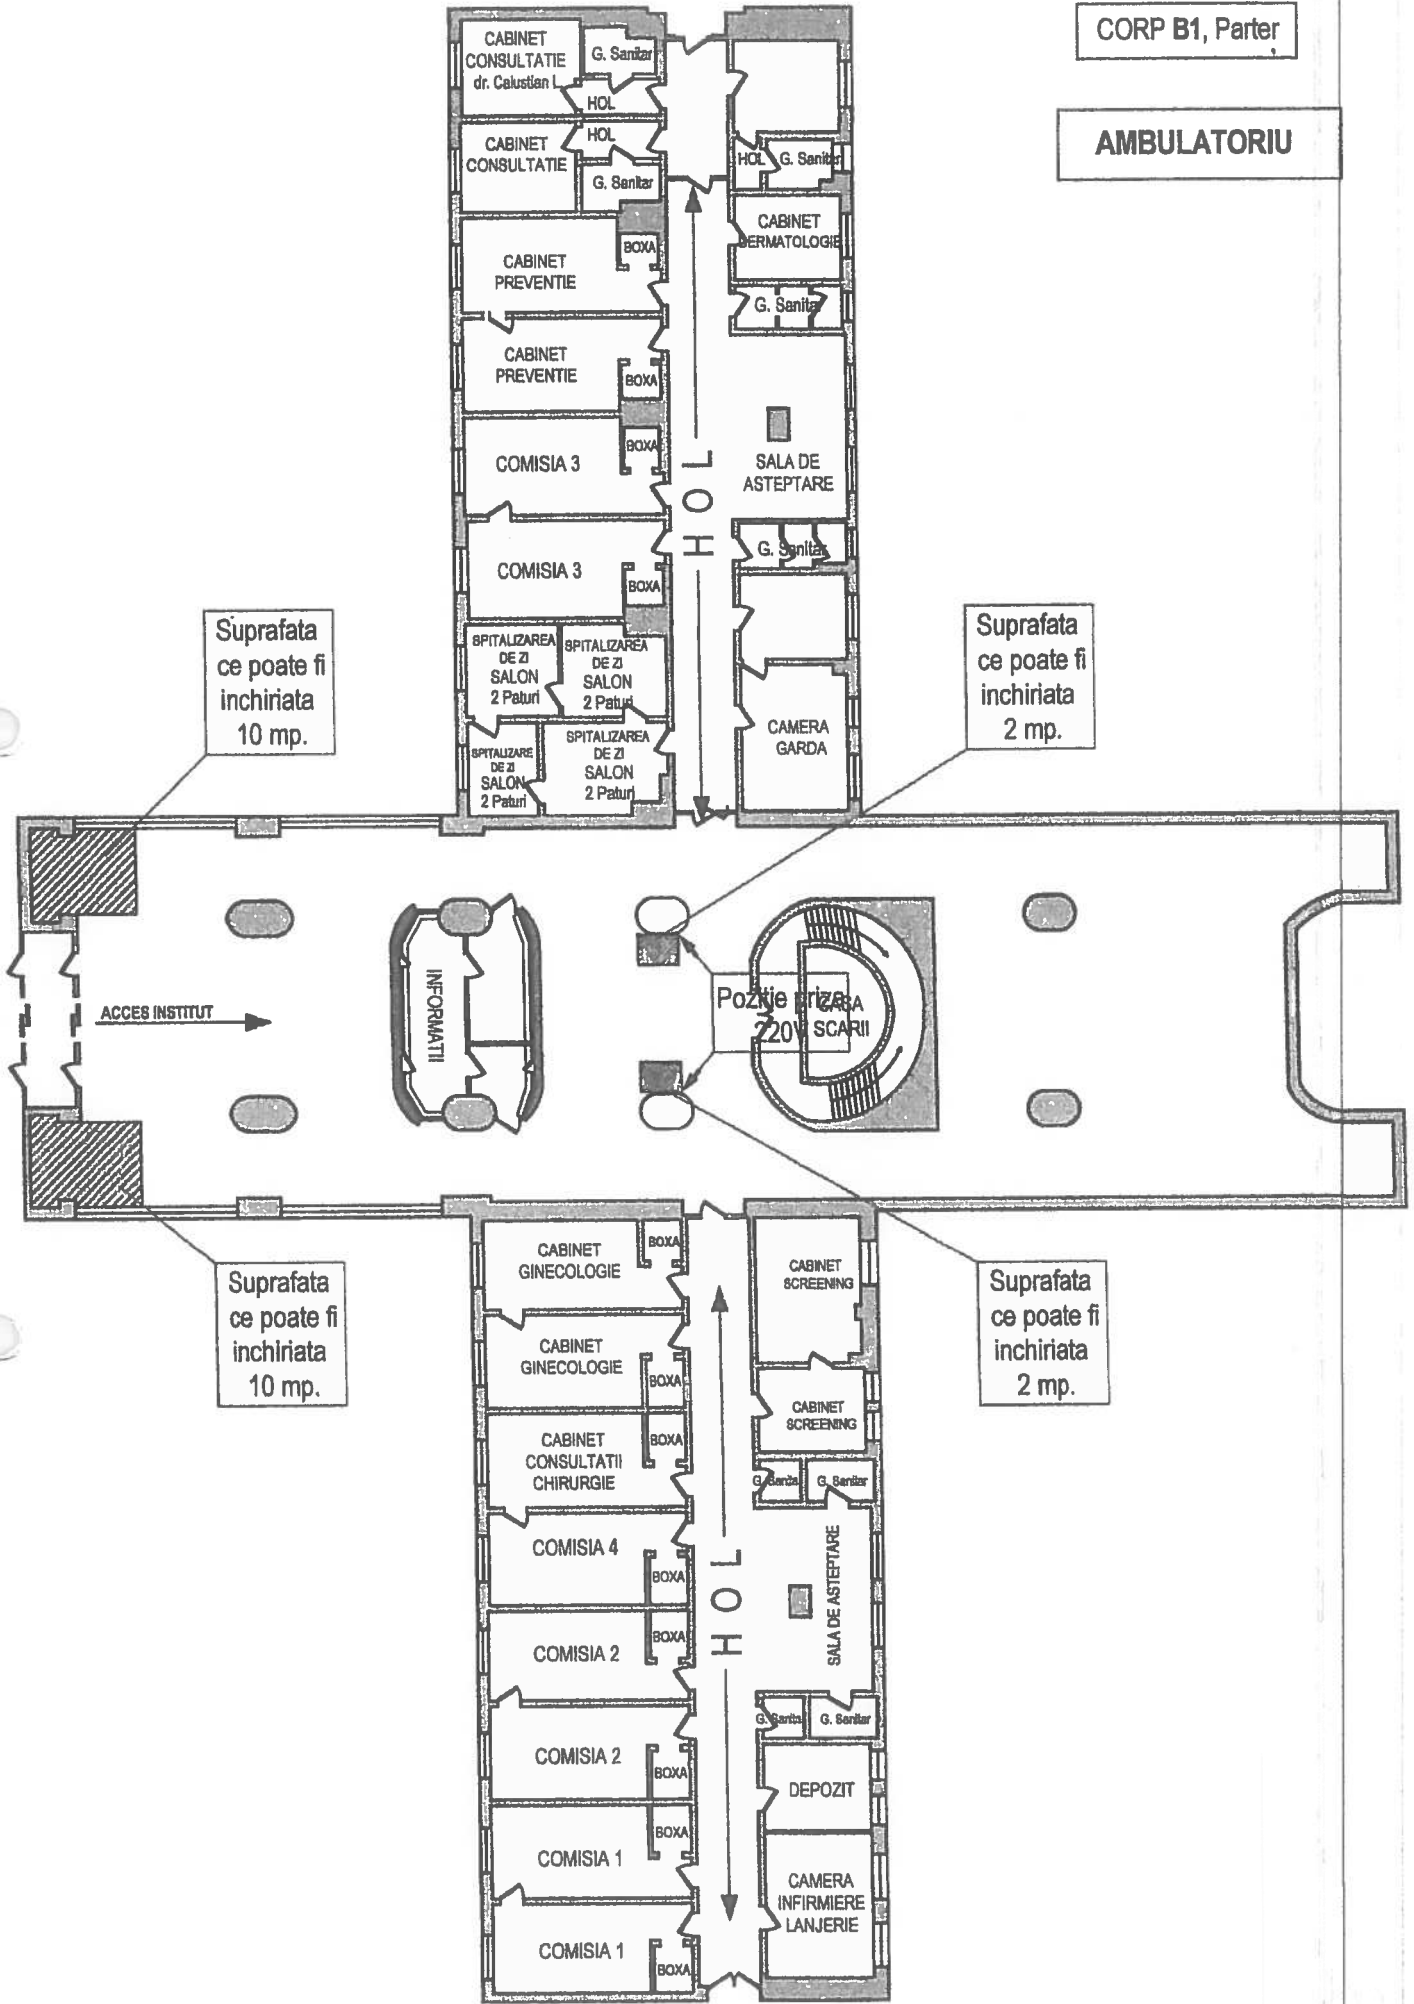 CORP B1, Parter
AMBULATORIU
CABINET
CONSULTATIE
dr. Calustian I.
G. Sanitar
HOL
CABINET
CONSULTATIE
HOL
G. Sanitar
HOL
G. Sanitar
CABINET
DERMATOLOGIE
BOXA
CABINET
PREVENTIE
G. Sanitar
CABINET
PREVENTIE
BOXA
BOXA
COMISIA 3
SALA DE
ASTEPTARE
HOL
COMISIA 3
BOXA
G. Sanitar
SPITALIZAREA
DE ZI
SALON
2 Paturi
SPITALIZAREA
DE ZI
SALON
2 Paturi
SPITALIZARE
DE ZI
SALON
2 Paturi
SPITALIZAREA
DE ZI
SALON
2 Paturi
CAMERA
GARDA
Suprafata
ce poate fi
inchiriata
10 mp.
Suprafata
ce poate fi
inchiriata
2 mp.
ACCES INSTITUT
INFORMATII
Pozitie priza
220V
CASA
SCARII
Suprafata
ce poate fi
inchiriata
10 mp.
Suprafata
ce poate fi
inchiriata
2 mp.
CABINET
GINECOLOGIE
BOXA
CABINET
SCREENING
CABINET
GINECOLOGIE
BOXA
CABINET
SCREENING
CABINET
CONSULTATII
CHIRURGIE
BOXA
G. Sanita
G. Sanitar
COMISIA 4
BOXA
HOL
SALA DE ASTEPTARE
COMISIA 2
BOXA
G. Sanita
G. Sanitar
COMISIA 2
BOXA
DEPOZIT
COMISIA 1
BOXA
CAMERA
INFIRMIERE
LANJERIE
COMISIA 1
BOXA